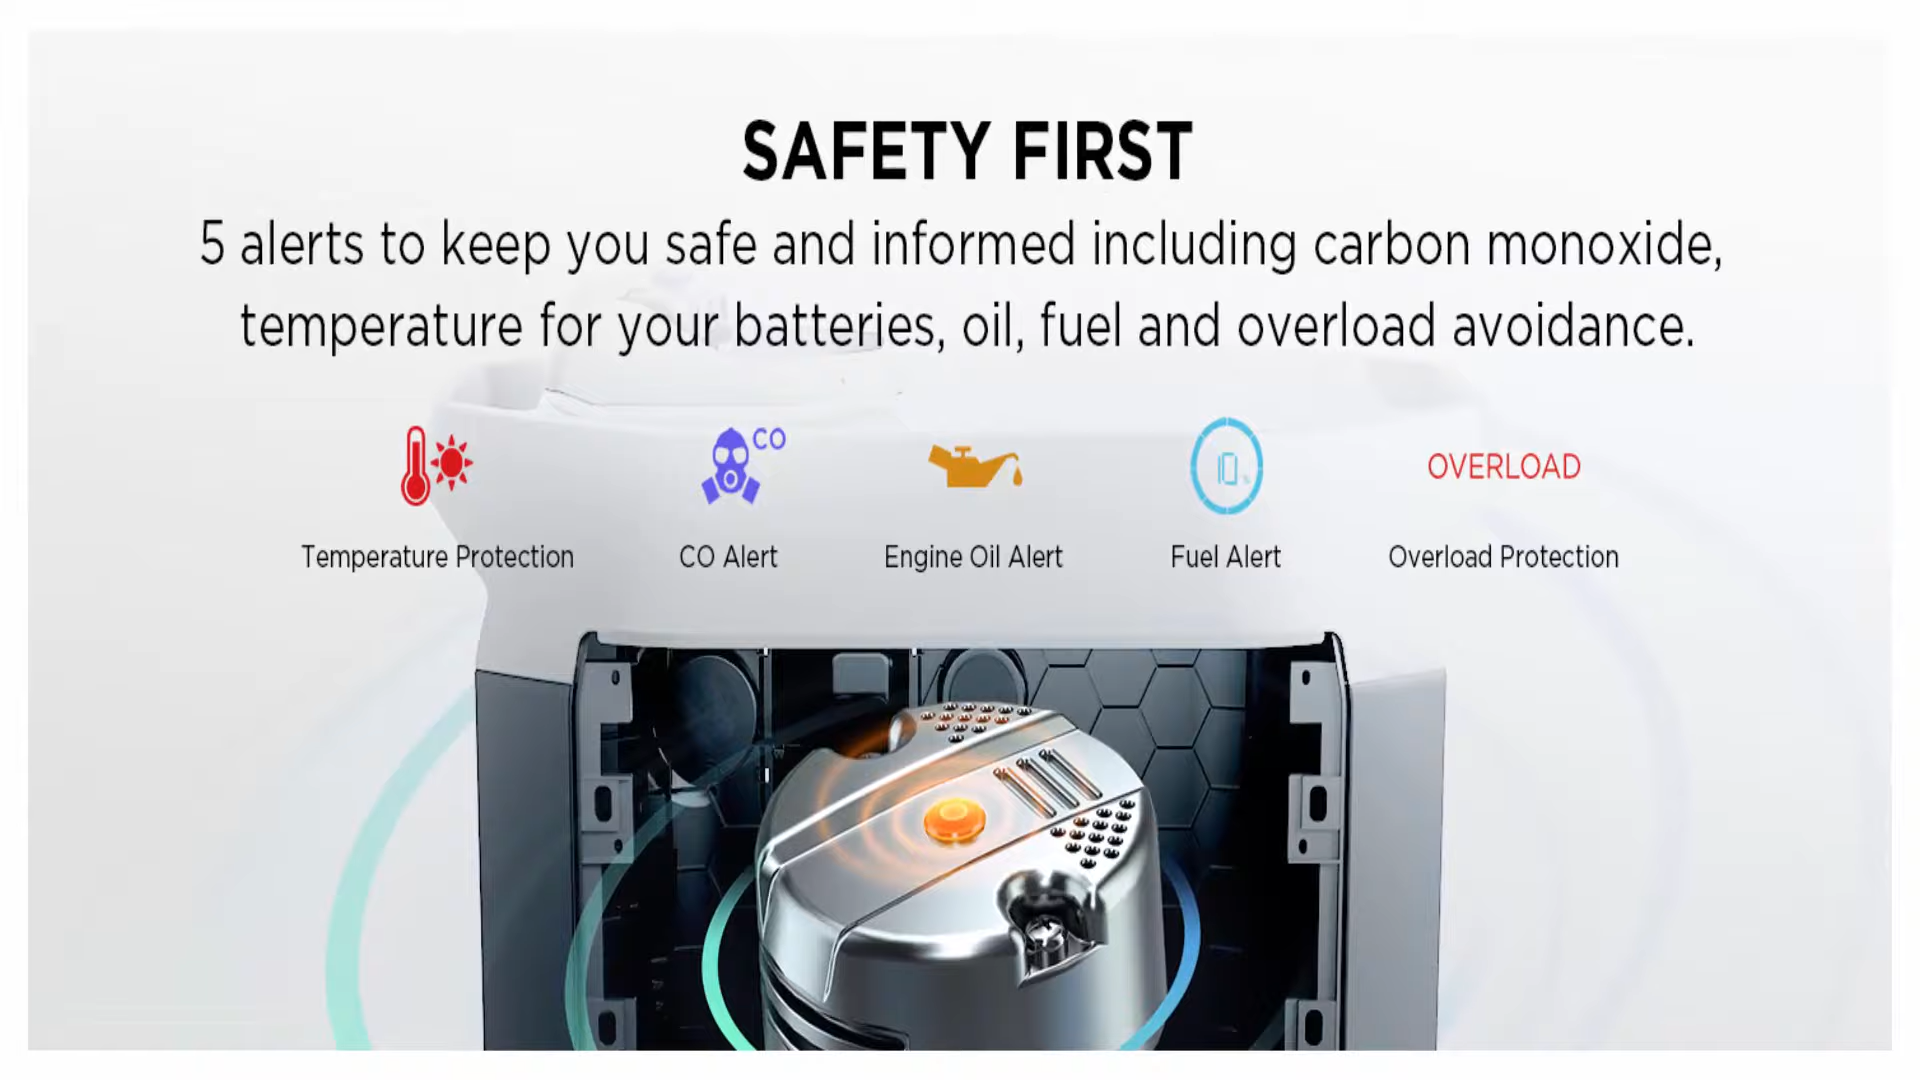 SAFETY FIRST
5 alerts to keep you safe and informed including carbon monoxide,
temperature for your batteries, oil, fuel and overload avoidance.
CO
10
OVERLOAD
Temperature Protection
CO Alert
Engine Oil Alert
Fuel Alert
Overload Protection